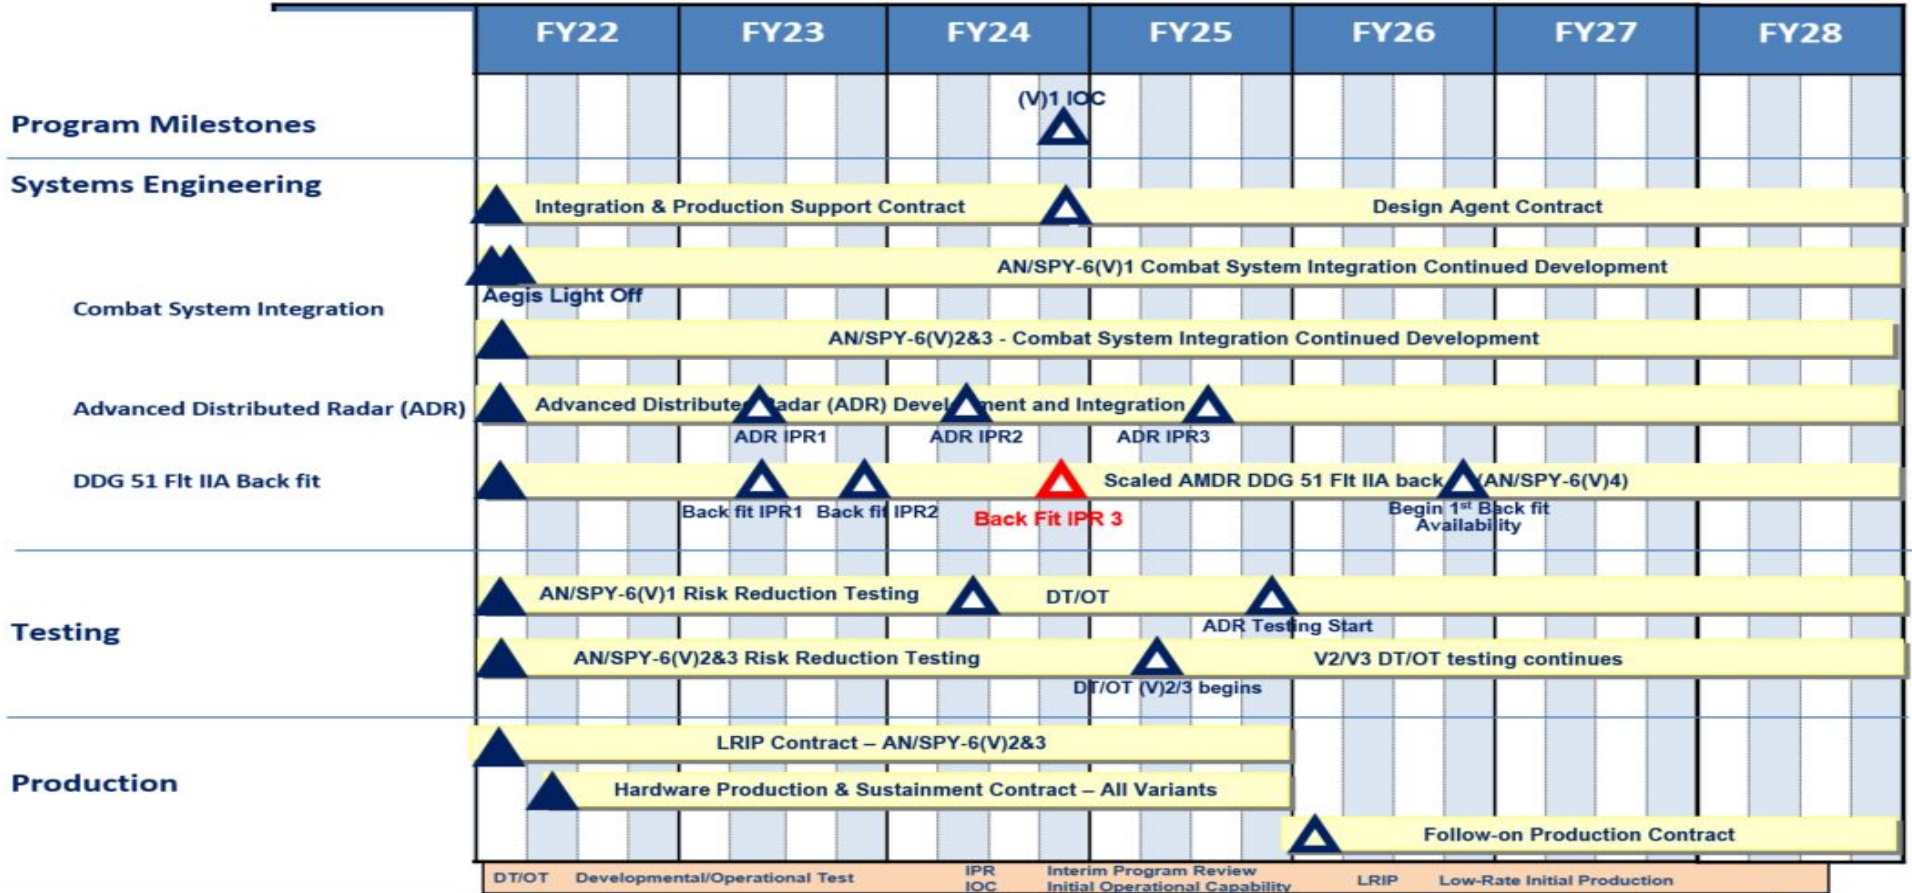 FY22 FY23 FY24 FY25 FY26 FY27 FY28
Program Milestones
(V)1 IOC
Systems Engineering
Integration & Production Support Contract
Design Agent Contract
Combat System Integration
AN/SPY-6(V)1 Combat System Integration Continued Development
Aegis Light Off
AN/SPY-6(V)2&3 - Combat System Integration Continued Development
Advanced Distributed Radar (ADR)
Advanced Distribute adar (ADR) Devel ment and Integration
ADR IPR1 ADR IPR2 ADR IPR3
DDG 51 Flt IIA Back fit
Scaled AMDR DDG 51 Flt IIA back (AN/SPY-6(V)4)
Back fit IPR1 Back fit IPR2
Back Fit IPR 3
Begin 1st Back fit
Availability
Testing
AN/SPY-6(V)1 Risk Reduction Testing
DT/OT
ADR Testing Start
AN/SPY-6(V)2&3 Risk Reduction Testing
V2/V3 DT/OT testing continues
DT/OT (V)2/3 begins
Production
LRIP Contract – AN/SPY-6(V)2&3
Hardware Production & Sustainment Contract – All Variants
Follow-on Production Contract
DT/OT Developmental/Operational Test
IPR Interim Program Review
IOC Initial Operational Capability
LRIP Low-Rate Initial Production